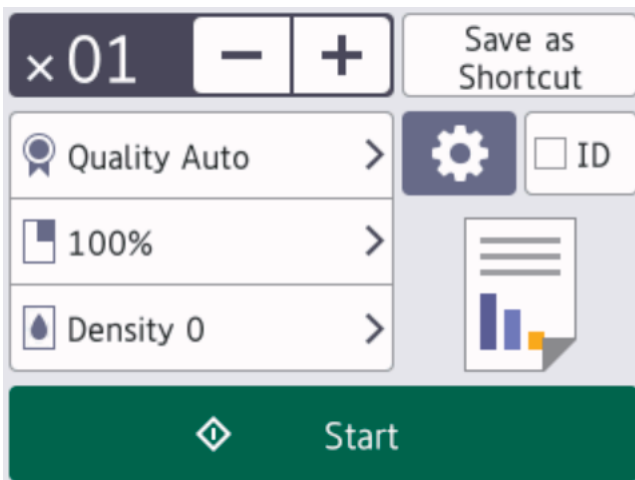 ×01
Save as
Shortcut
Quality Auto
ID
100%
Density 0
Start